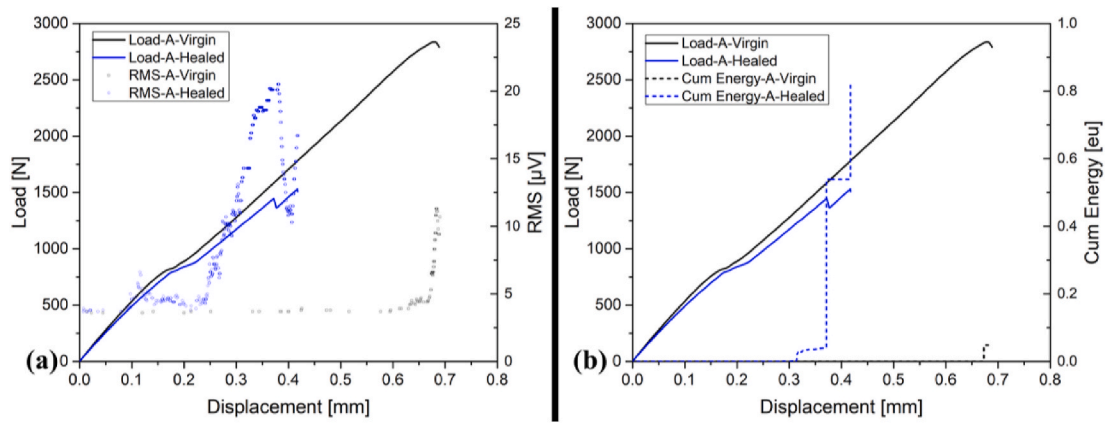 3000
2500
2000
1500
1000
500
0
Load [N]
Load-A-Virgin
Load-A-Healed
RMS-A-Virgin
RMS-A-Healed
25
20
15
10
5
0
RMS [µV]
0.0 0.1 0.2 0.3 0.4 0.5 0.6 0.7 0.8
Displacement [mm]
(a)
3000
2500
2000
1500
1000
500
0
Load [N]
Load-A-Virgin
Load-A-Healed
Cum Energy-A-Virgin
Cum Energy-A-Healed
1.0
0.8
0.6
0.4
0.2
0.0
Cum Energy [eu]
0.0 0.1 0.2 0.3 0.4 0.5 0.6 0.7 0.8
Displacement [mm]
(b)